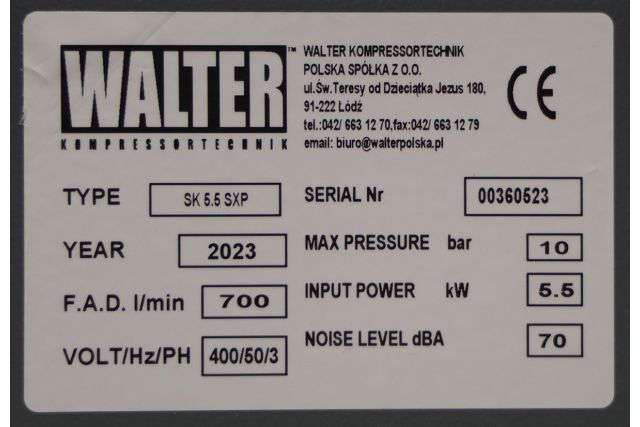 WALTER™
KOMPRESSORTECHNIK
WALTER KOMPRESSORTECHNIK
POLSKA SPÓŁKA Z O.O.
ul.Św.Teresy od Dzieciątka Jezus 180,
91-222 Łódź
tel.:042/ 663 12 70,fax:042/ 663 12 79
email: biuro@walterpolska.pl
CE
TYPE SK 5.5 SXP
SERIAL Nr 00360523
YEAR 2023
MAX PRESSURE bar 10
F.A.D. l/min 700
INPUT POWER kW 5.5
VOLT/Hz/PH 400/50/3
NOISE LEVEL dBA 70